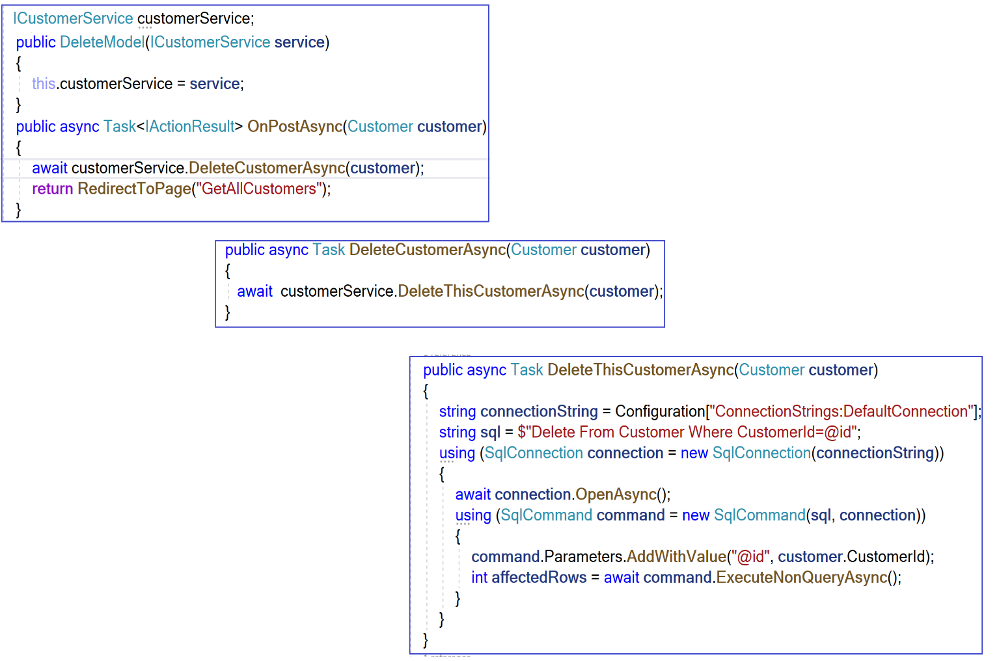 ICustomerService customerService;
public DeleteModel(ICustomerService service)
{
this.customerService = service;
}
public async Task<IActionResult> OnPostAsync(Customer customer)
{
await customerService.DeleteCustomerAsync(customer);
return RedirectToPage("GetAllCustomers");
}
public async Task DeleteCustomerAsync(Customer customer)
{
await  customerService.DeleteThisCustomerAsync(customer);
}
public async Task DeleteThisCustomerAsync(Customer customer)
{
string connectionString = Configuration["ConnectionStrings:DefaultConnection"];
string sql = $"Delete From Customer Where CustomerId=@id";
using (SqlConnection connection = new SqlConnection(connectionString))
{
await connection.OpenAsync();
using (SqlCommand command = new SqlCommand(sql, connection))
{
command.Parameters.AddWithValue("@id", customer.CustomerId);
int affectedRows = await command.ExecuteNonQueryAsync();
}
}
}